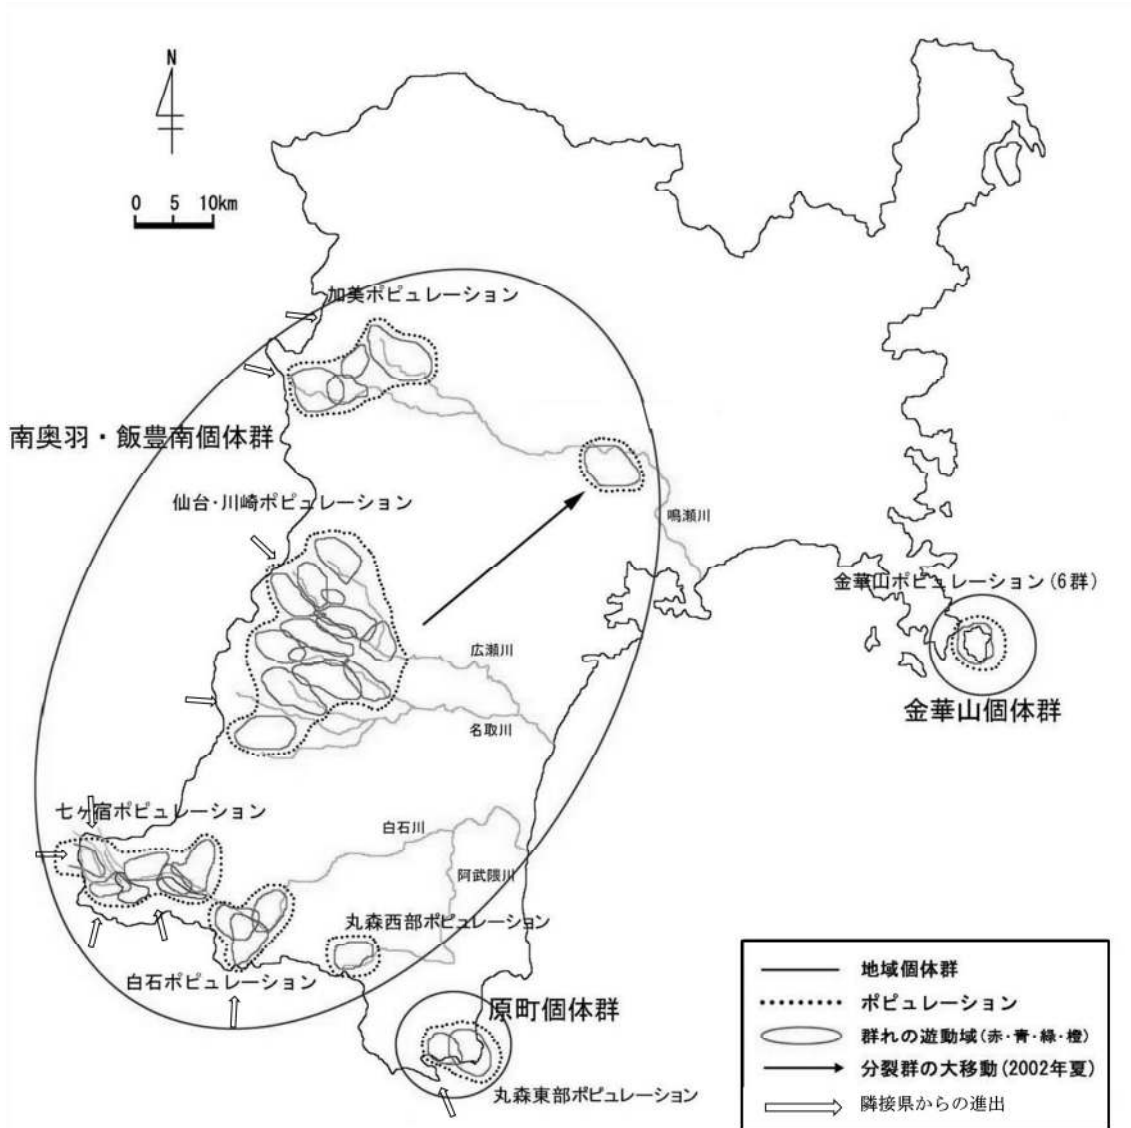 N
0 5 10km
加美ポピュレーション
南奥羽・飯豊南個体群
仙台・川崎ポピュレーション
鳴瀬川
金華山ポピュレーション(6群)
広瀬川
金華山個体群
名取川
七ヶ宿ポピュレーション
白石川
阿武隈川
丸森西部ポピュレーション
白石ポピュレーション
原町個体群
丸森東部ポピュレーション
地域個体群
ポピュレーション
群れの遊動域(赤・青・緑・橙)
分裂群の大移動(2002年夏)
隣接県からの進出